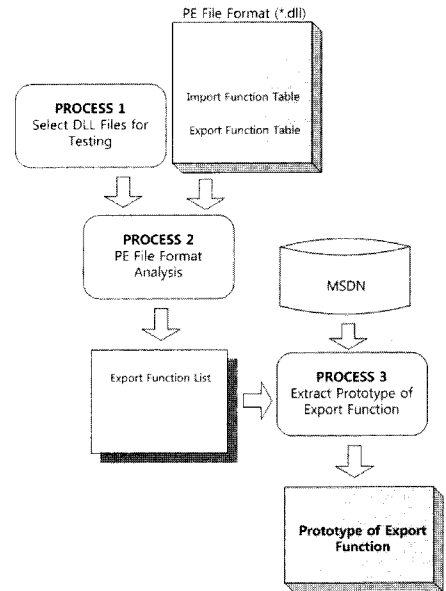 PE File Format (*.dll)
Import Function Table
Export Function Table
PROCESS 1
Select DLL Files for
Testing
PROCESS 2
PE File Format
Analysis
MSDN
Export Function List
PROCESS 3
Extract Prototype of
Export Function
Prototype of Export
Function